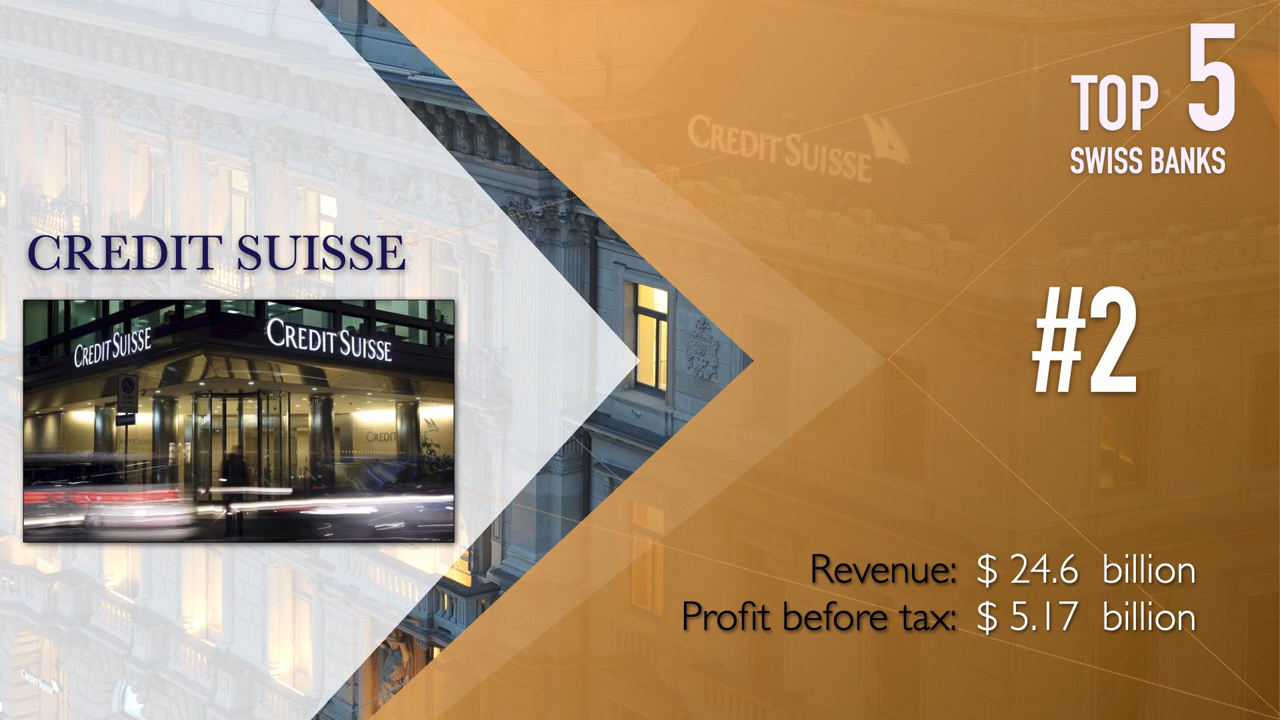 TOP 5
SWISS BANKS
CREDIT SUISSE
CREDIT SUISSE
CREDIT SUISSE
CREDIT SUISSE
CREDIT
#2
Revenue: $ 24.6 billion
Profit before tax: $ 5.17 billion